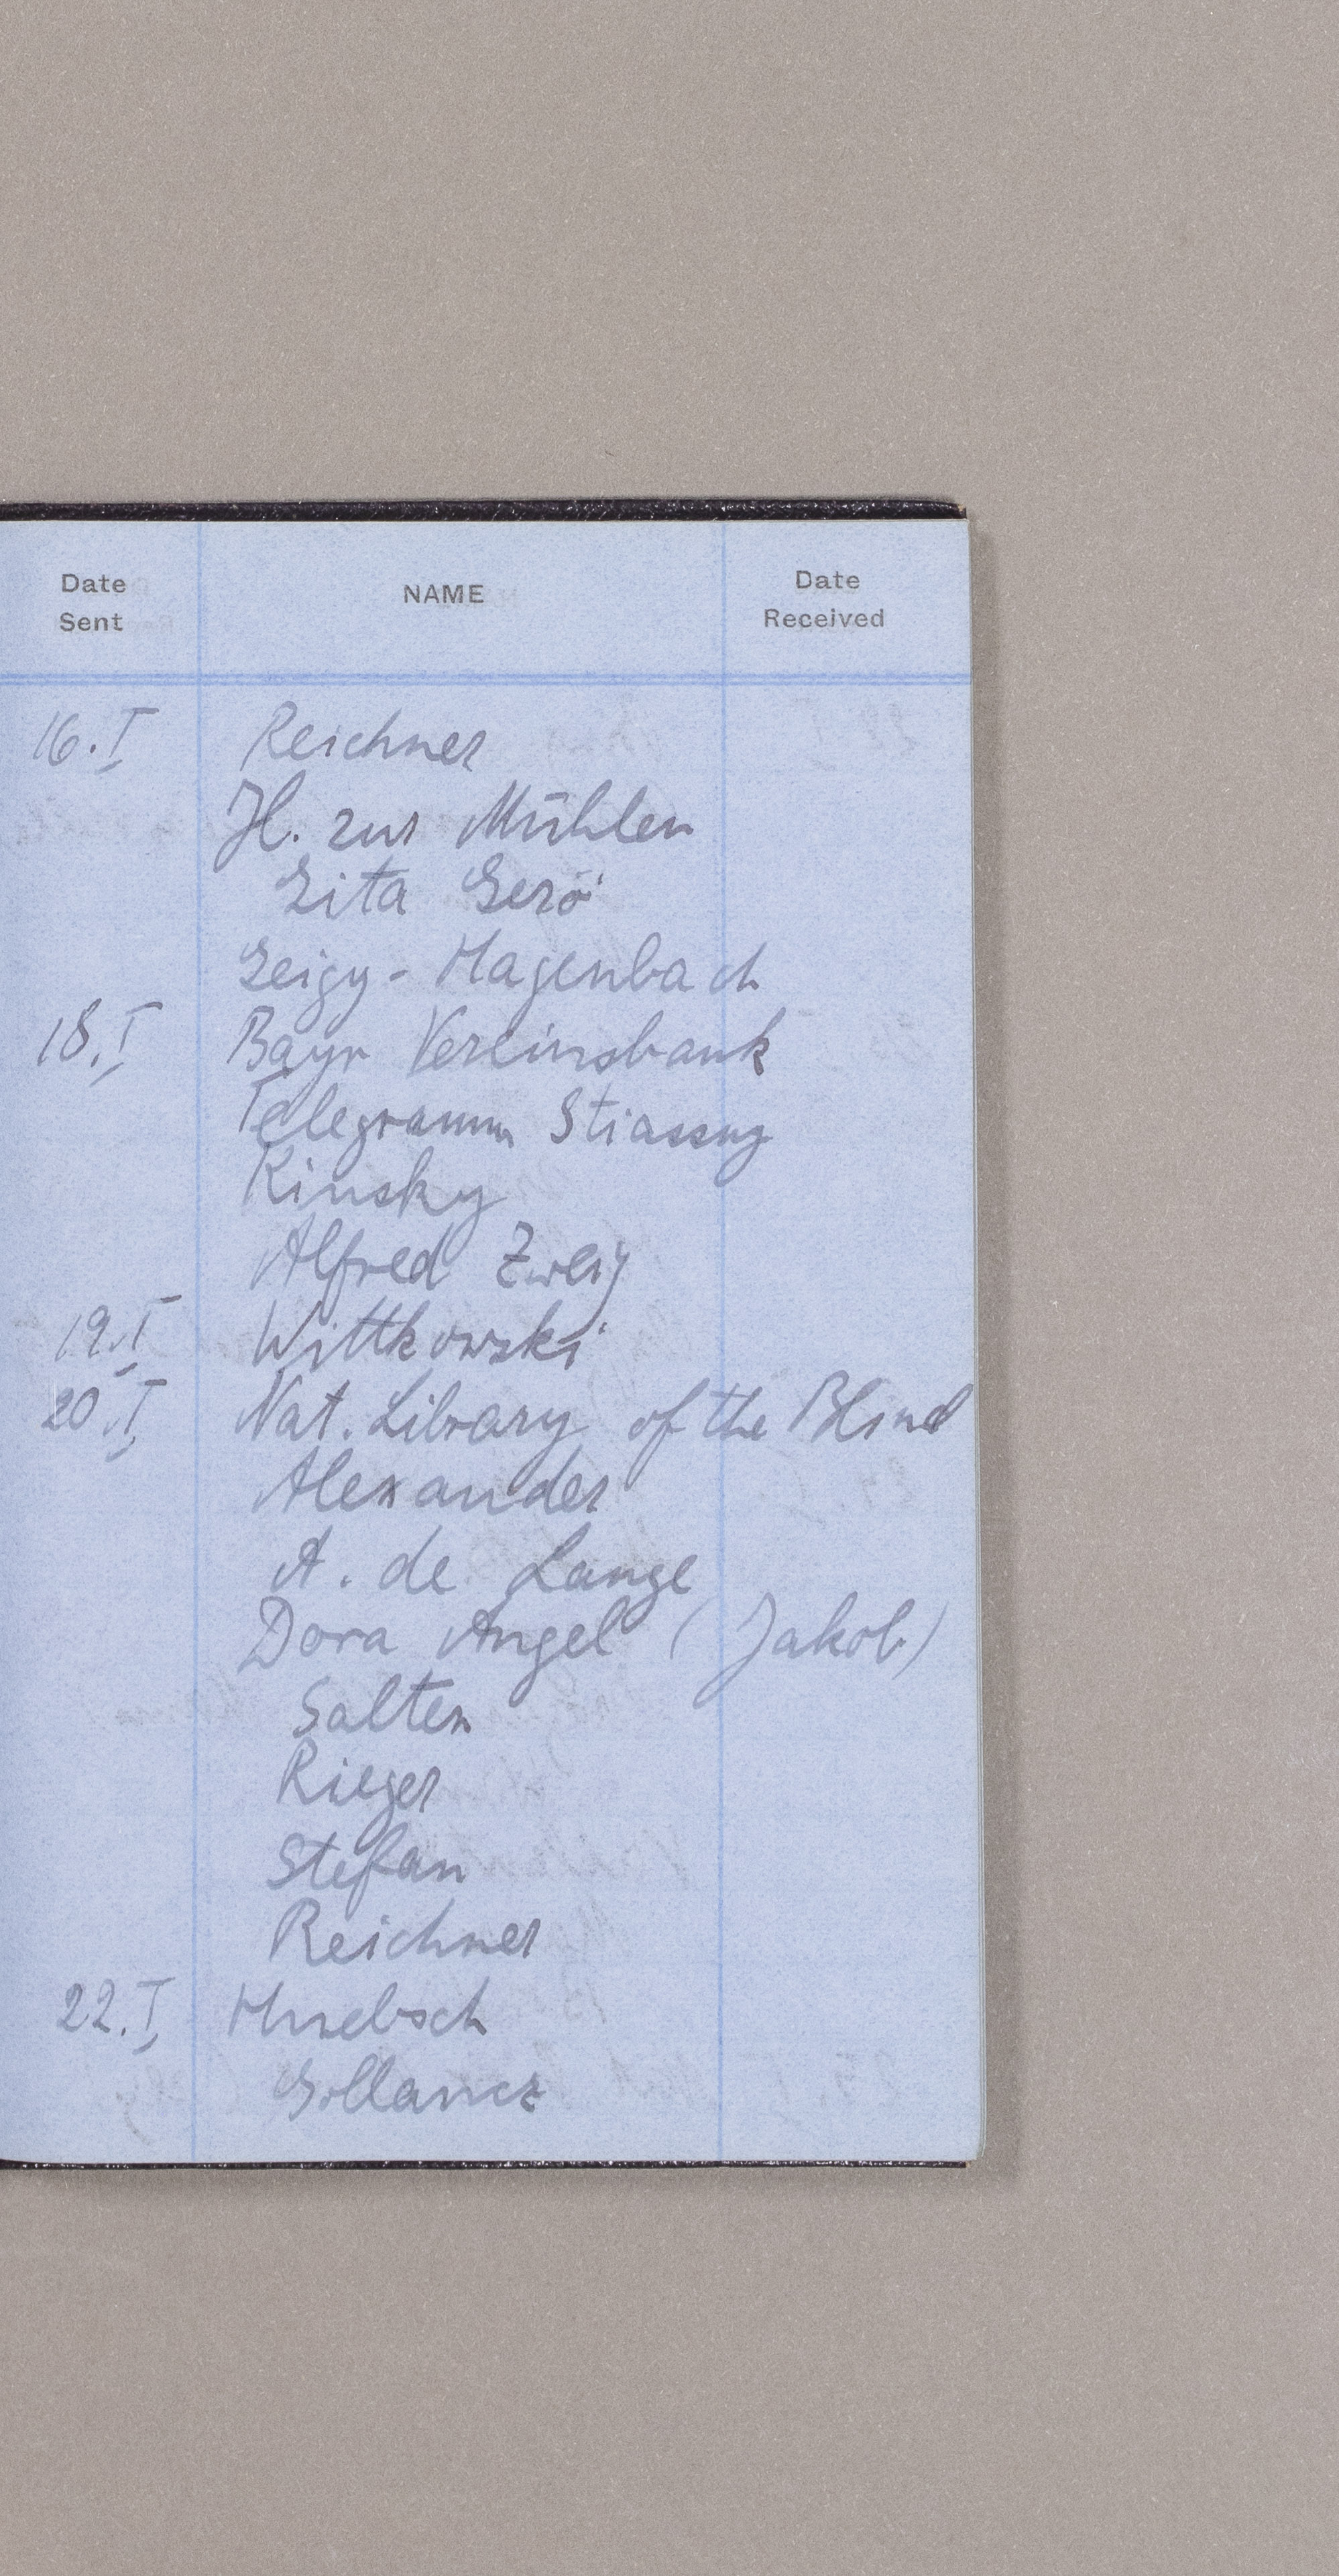 Date Sent NAME Date Received
16. I Reichner
H. zur Mühlen
Gita Gerö
Geigy - Hagenbach
18. I Bayr Vereinsbank
Telegramm Stiassny
Kinsky
Alfred Zweig
19. I Wittkowski
20. I Nat. Library of the Blind
Alexander
A. de Lange
Dora Angel (Jakob)
Salten
Rieger
Stefan
Reichner
22. I Huebsch
Gollancz